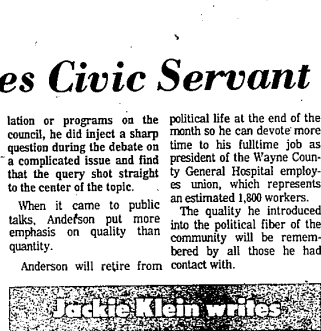 es Civic Servant
lation or programs on the
council, he did inject a sharp
question during the debate on
a complicated issue and find
that the query shot straight
to the center of the topic.
When it came to public
talks, Anderson put more
emphasis on quality than
quantity.
Anderson will retire from
political life at the end of the
month so he can devote more
time to his fulltime job as
president of the Wayne Coun-
ty General Hospital employ-
es union, which represents
an estimated 1,800 workers.
The quality he introduced
into the political fiber of the
community will be remem-
bered by all those he had
contact with.
Jackie Klein writes